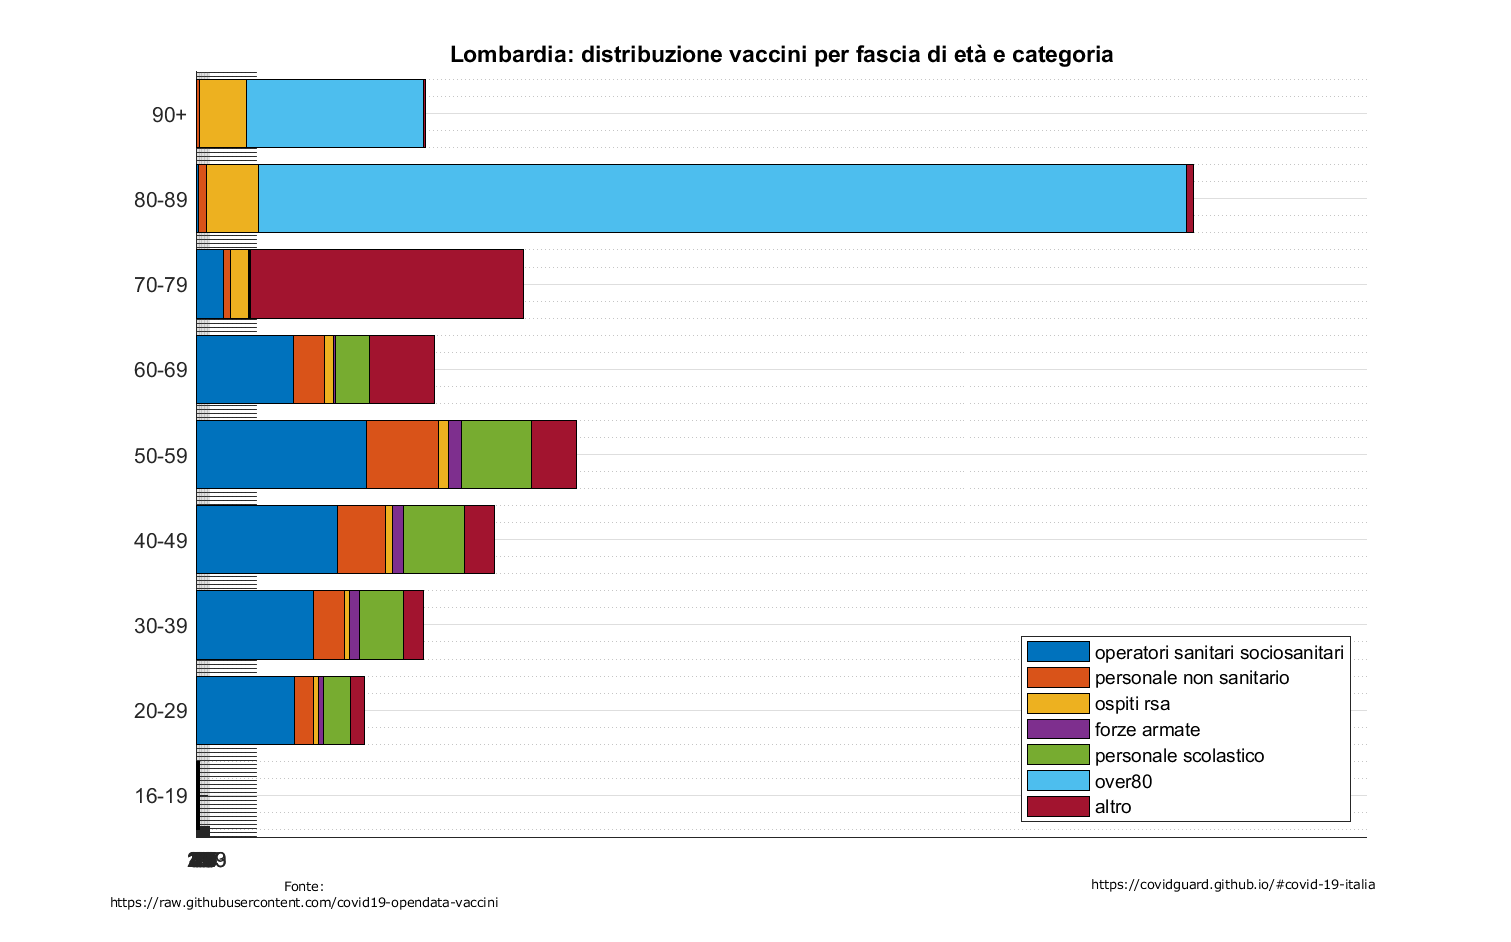 Lombardia: distribuzione vaccini per fascia di età e categoria
90+
80-89
70-79
60-69
50-59
40-49
30-39
20-29
16-19
operatori sanitari sociosanitari
personale non sanitario
ospiti rsa
forze armate
personale scolastico
over80
altro
Fonte:
https://raw.githubusercontent.com/covid19-opendata-vaccini
https://covidguard.github.io/#covid-19-italia